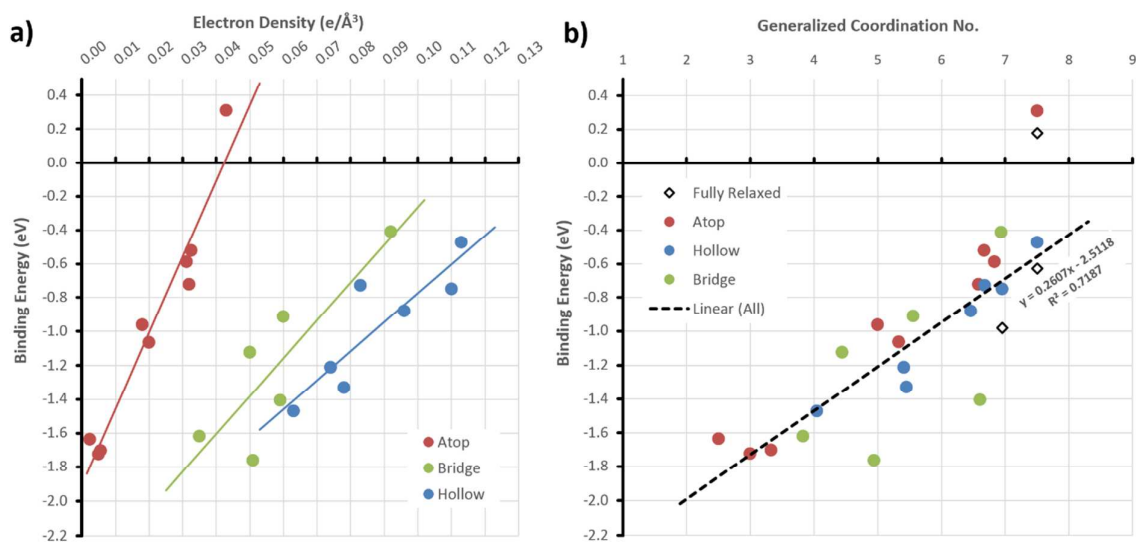 a)
Electron Density (e/Å³)
0.00 0.01 0.02 0.03 0.04 0.05 0.06 0.07 0.08 0.09 0.10 0.11 0.12 0.13
Binding Energy (eV)
0.4
0.2
0.0
-0.2
-0.4
-0.6
-0.8
-1.0
-1.2
-1.4
-1.6
-1.8
-2.0
-2.2
Atop
Bridge
Hollow
b)
Generalized Coordination No.
1 2 3 4 5 6 7 8 9
Binding Energy (eV)
0.4
0.2
0.0
-0.2
-0.4
-0.6
-0.8
-1.0
-1.2
-1.4
-1.6
-1.8
-2.0
-2.2
Fully Relaxed
Atop
Hollow
Bridge
Linear (All)
y = 0.2607x - 2.5118
R² = 0.7187